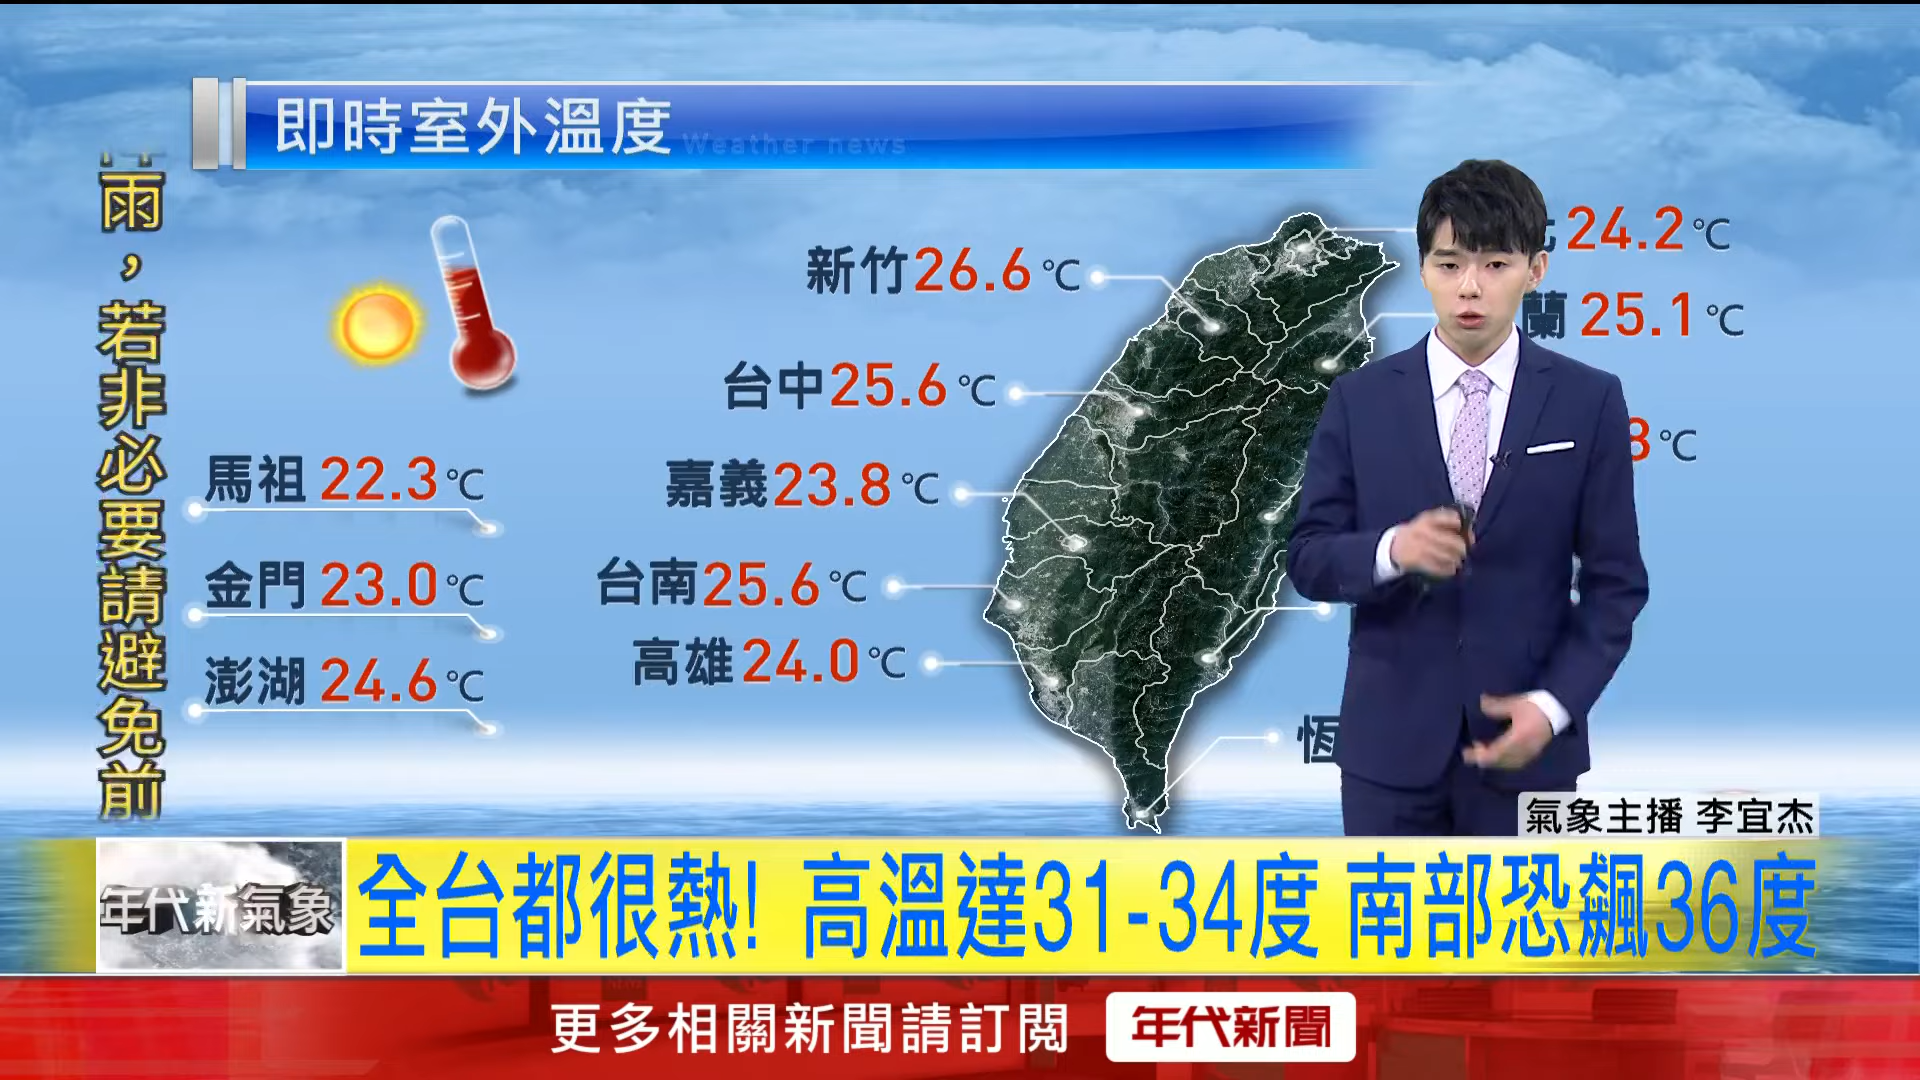 即時室外溫度
Weather news
雨，若非必要請避免前
新竹26.6℃
24.2℃
蘭 25.1℃
台中25.6℃
8℃
馬祖 22.3℃
嘉義23.8℃
金門 23.0℃
台南25.6℃
澎湖 24.6℃
高雄24.0℃
恆
氣象主播 李宜杰
年代新氣象
全台都很熱! 高溫達31-34度 南部恐飆36度
更多相關新聞請訂閱 年代新聞